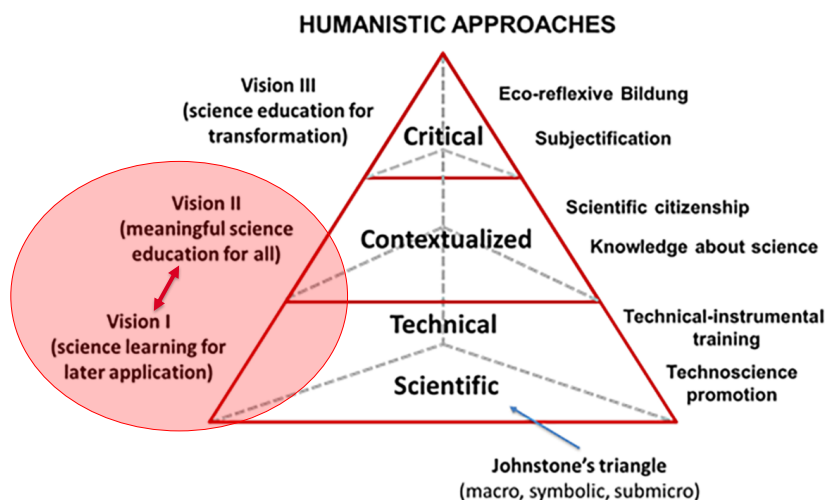 HUMANISTIC APPROACHES
Vision III
(science education for
transformation)
Critical
Eco-reflexive Bildung
Subjectification
Vision II
(meaningful science
education for all)
Contextualized
Scientific citizenship
Knowledge about science
Vision I
(science learning for
later application)
Technical
Scientific
Technical-instrumental
training
Technoscience
promotion
Johnstone's triangle
(macro, symbolic, submicro)